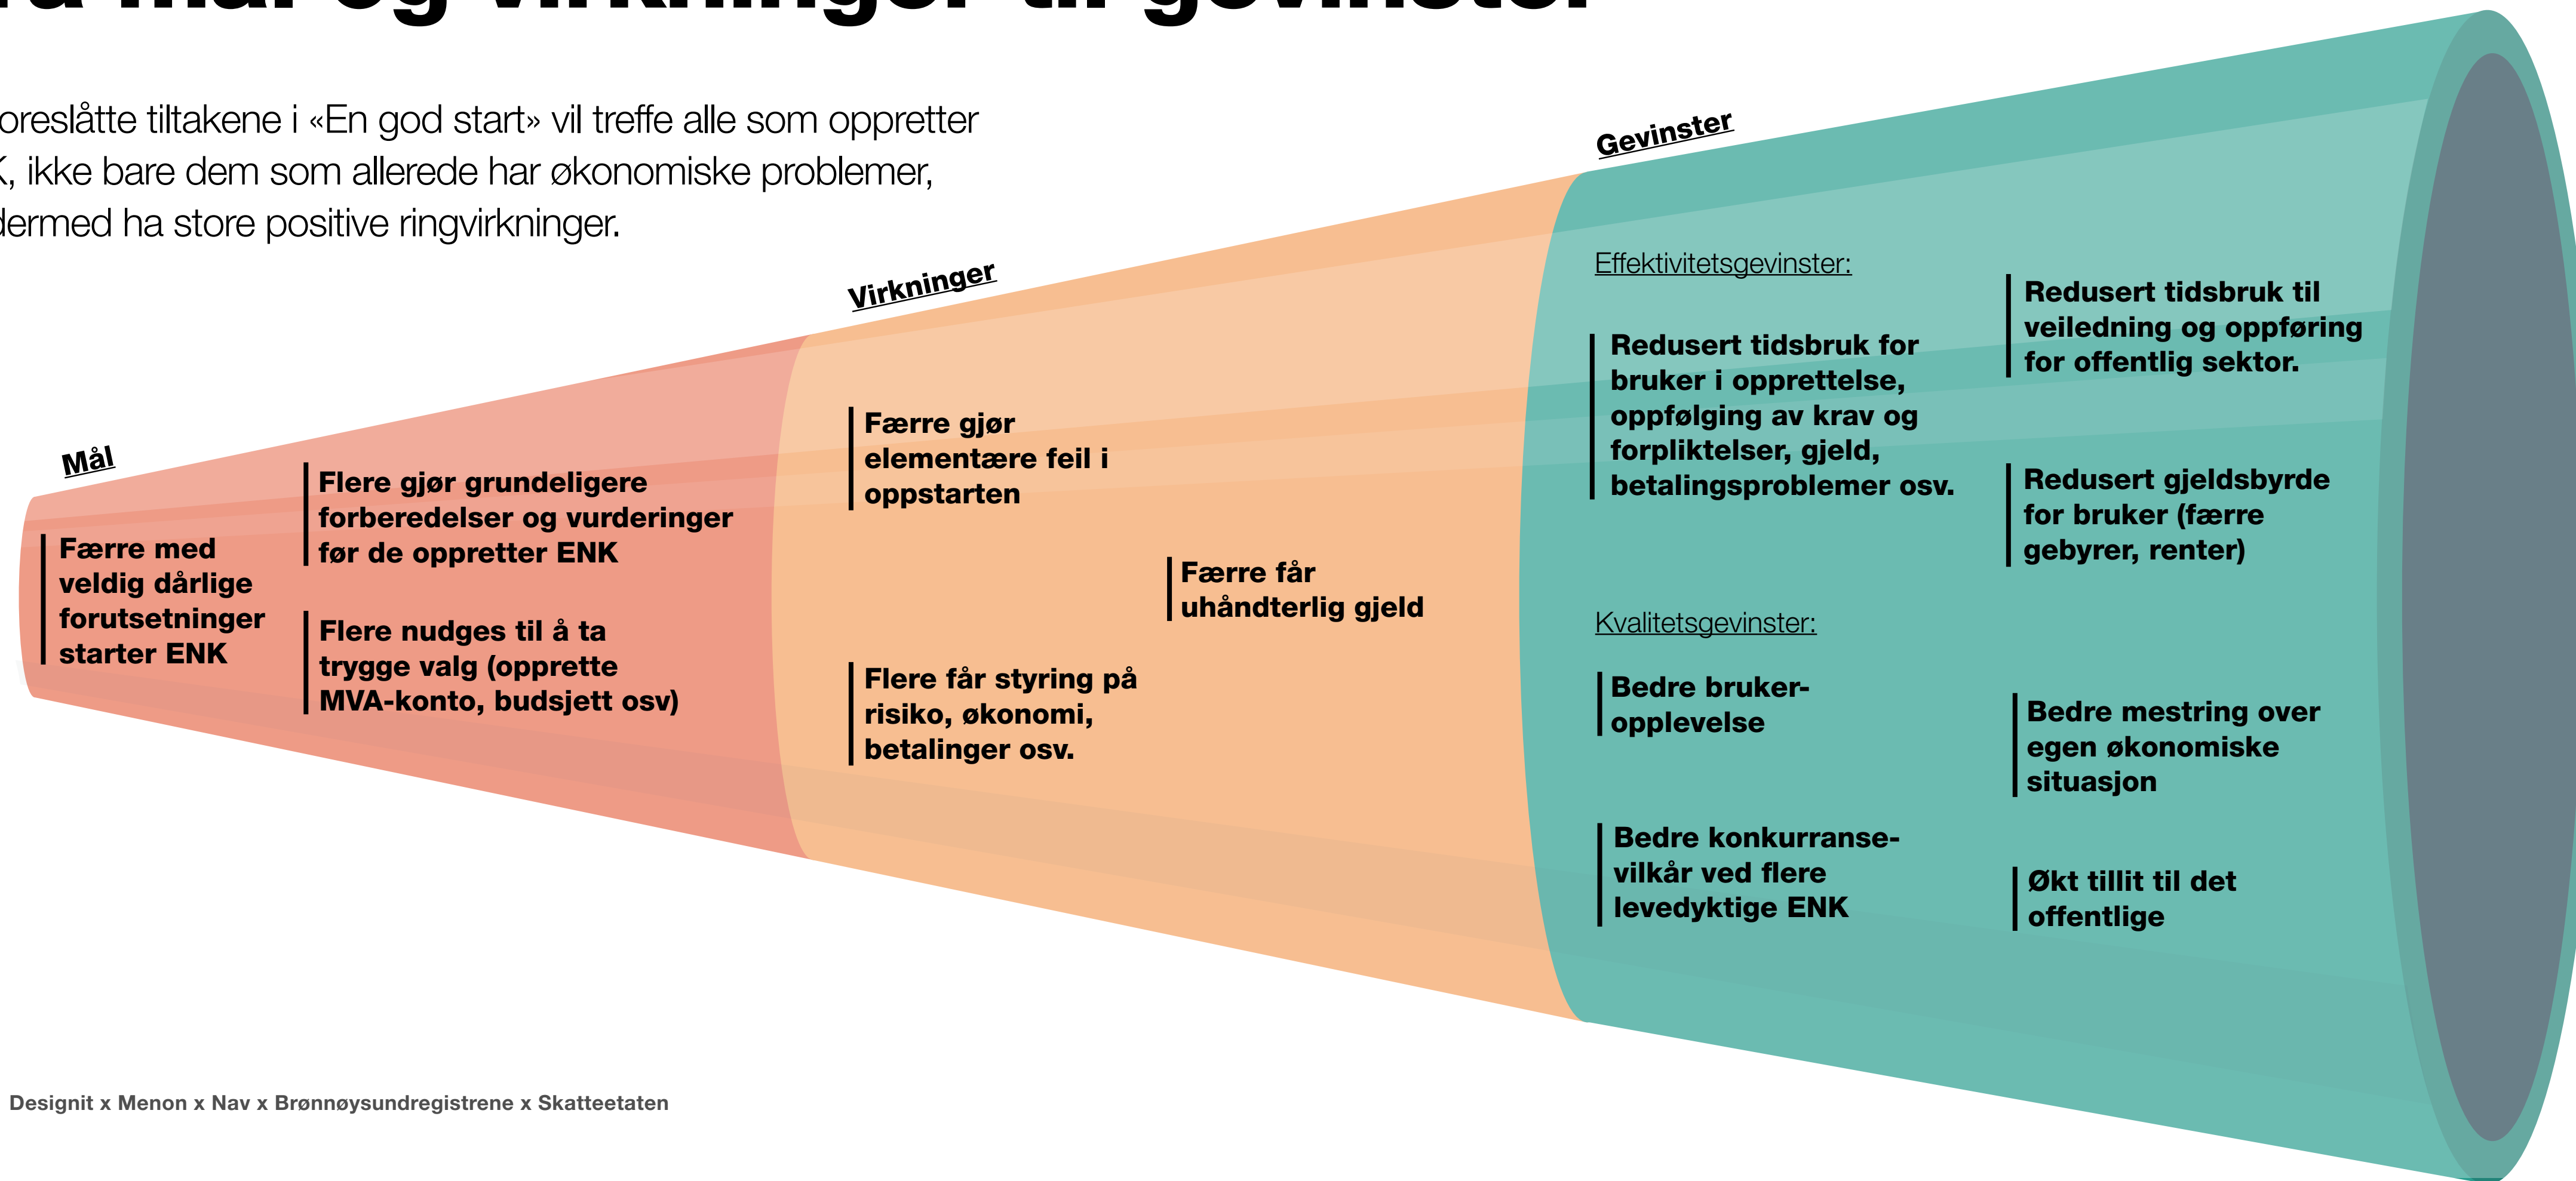 mål og virkninger til gevinster
foreslåtte tiltakene i «En god start» vil treffe alle som oppretter
, ikke bare dem som allerede har økonomiske problemer,
dermed ha store positive ringvirkninger.
Mål
Færre med
veldig dårlige
forutsetninger
starter ENK
Flere gjør grundeligere
forberedelser og vurderinger
før de oppretter ENK
Flere nudges til å ta
trygge valg (opprette
MVA-konto, budsjett osv)
Virkninger
Færre gjør
elementære feil i
oppstarten
Flere får styring på
risiko, økonomi,
betalinger osv.
Færre får
uhåndterlig gjeld
Gevinster
Effektivitetsgevinster:
Redusert tidsbruk for
bruker i opprettelse,
oppfølging av krav og
forpliktelser, gjeld,
betalingsproblemer osv.
Redusert tidsbruk til
veiledning og oppføring
for offentlig sektor.
Redusert gjeldsbyrde
for bruker (færre
gebyrer, renter)
Kvalitetsgevinster:
Bedre bruker-
opplevelse
Bedre konkurranse-
vilkår ved flere
levedyktige ENK
Bedre mestring over
egen økonomiske
situasjon
Økt tillit til det
offentlige
Designit x Menon x Nav x Brønnøysundregistrene x Skatteetaten